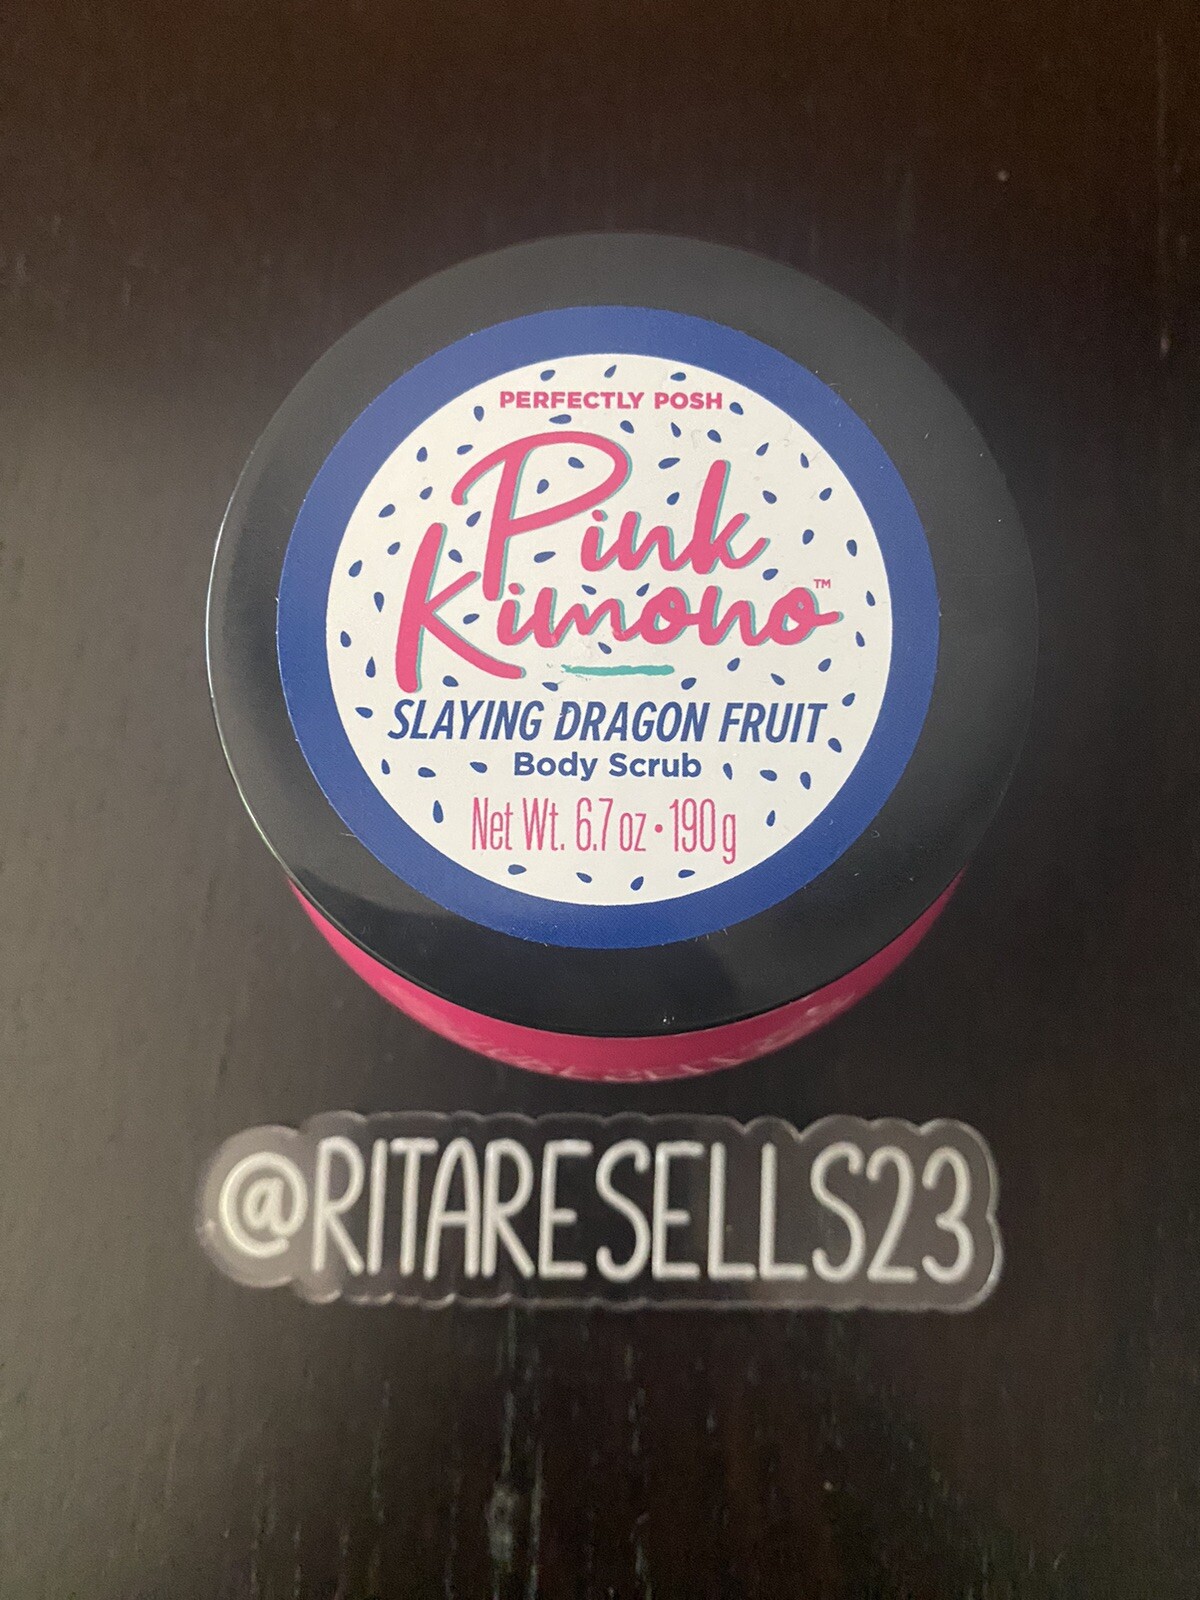 PERFECTLY POSH
Pink
Kimono™
SLAYING DRAGON FRUIT
Body Scrub
Net Wt. 6.7 oz • 190 g
@RITARESELLS23